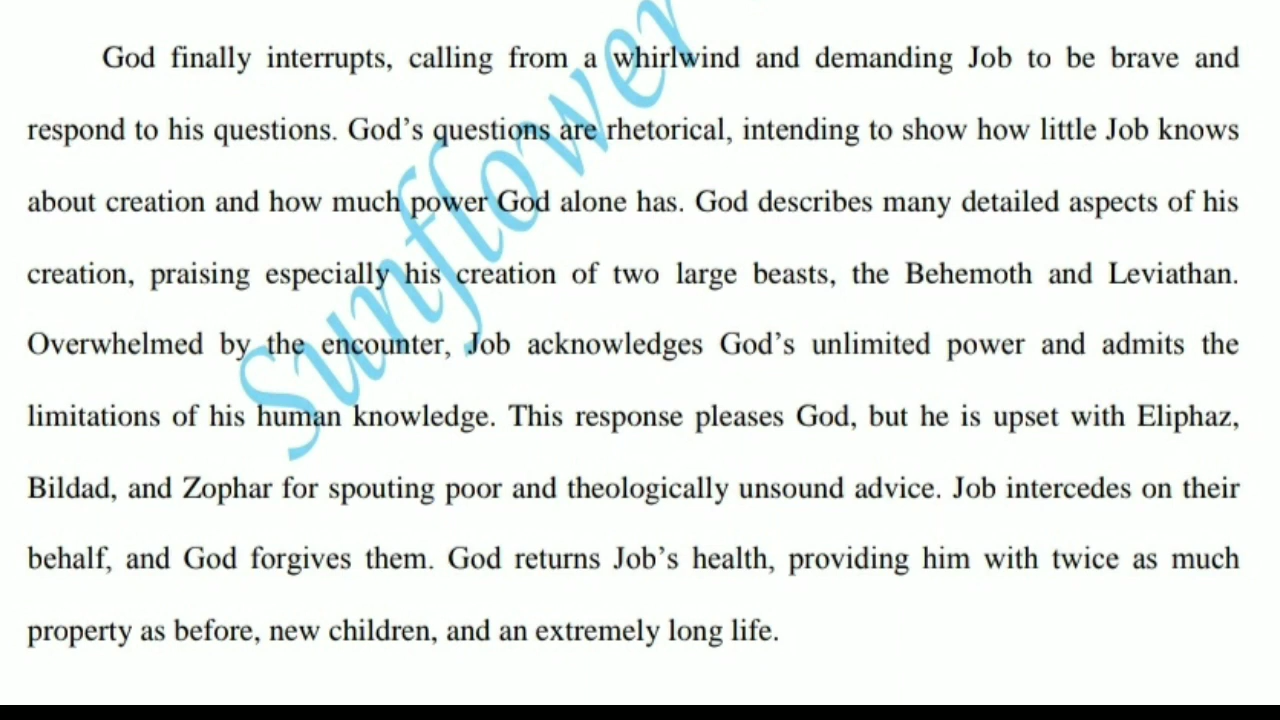 God finally interrupts, calling from a whirlwind and demanding Job to be brave and
respond to his questions. God’s questions are rhetorical, intending to show how little Job knows
about creation and how much power God alone has. God describes many detailed aspects of his
creation, praising especially his creation of two large beasts, the Behemoth and Leviathan.
Overwhelmed by the encounter, Job acknowledges God’s unlimited power and admits the
limitations of his human knowledge. This response pleases God, but he is upset with Eliphaz,
Bildad, and Zophar for spouting poor and theologically unsound advice. Job intercedes on their
behalf, and God forgives them. God returns Job’s health, providing him with twice as much
property as before, new children, and an extremely long life.
Sunflower